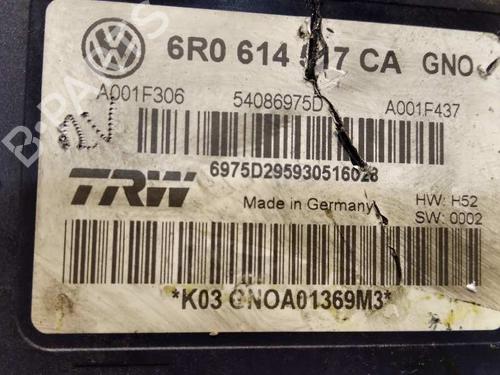 6R0 614 517 CA GNO
A001F306 54086975D A001F437
6975D295930516028
TRW Made in Germany HW: H52
SW: 0002
*K03 GNOA01369M3*
B-PARTS